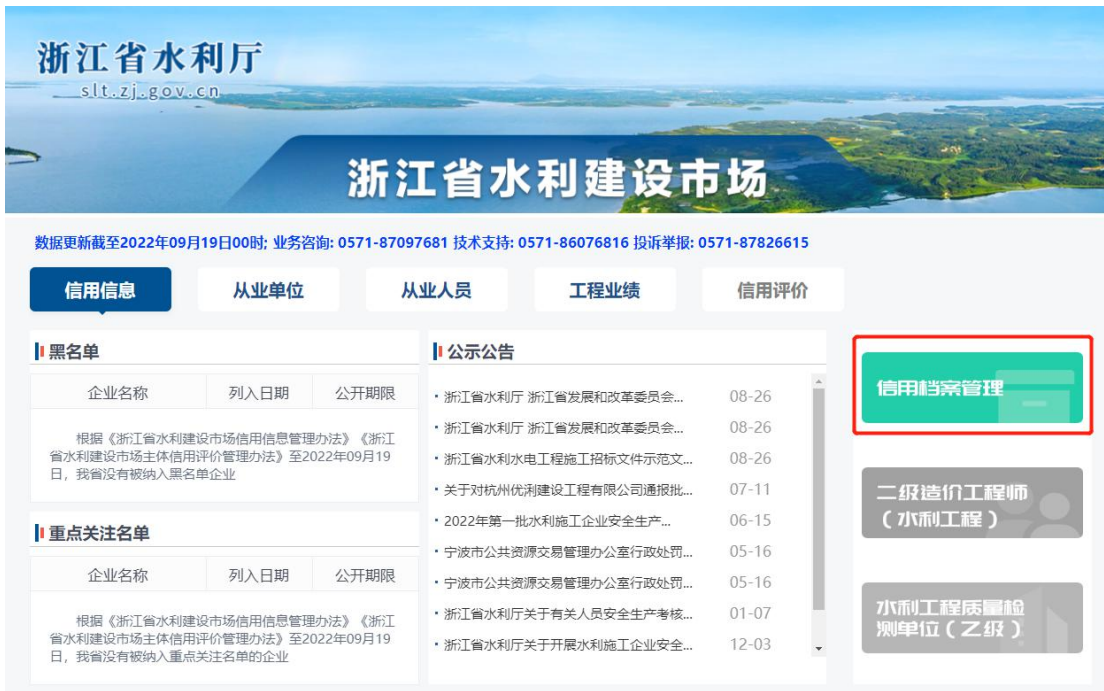 浙江省水利厅
slt.zj.gov.cn
浙江省水利建设市场
数据更新截至2022年09月19日00时; 业务咨询: 0571-87097681 技术支持: 0571-86076816 投诉举报: 0571-87826615
信用信息 从业单位 从业人员 工程业绩 信用评价
黑名单
企业名称 列入日期 公开期限
根据《浙江省水利建设市场信用信息管理办法》《浙江
省水利建设市场主体信用评价管理办法》至2022年09月19
日，我省没有被纳入黑名单企业
重点关注名单
企业名称 列入日期 公开期限
根据《浙江省水利建设市场信用信息管理办法》《浙江
省水利建设市场主体信用评价管理办法》至2022年09月19
日，我省没有被纳入重点关注名单的企业
公示公告
· 浙江省水利厅 浙江省发展和改革委员会... 08-26
· 浙江省水利厅 浙江省发展和改革委员会... 08-26
· 浙江省水利水电工程施工招标文件示范文... 08-26
· 关于对杭州优浰建设工程有限公司通报批... 07-11
· 2022年第一批水利施工企业安全生产... 06-15
· 宁波市公共资源交易管理办公室行政处罚... 05-16
· 宁波市公共资源交易管理办公室行政处罚... 05-16
· 浙江省水利厅关于有关人员安全生产考核... 01-07
· 浙江省水利厅关于开展水利施工企业安全... 12-03
信用档案管理
二级造价工程师
（水利工程）
水利工程质量检
测单位（乙级）